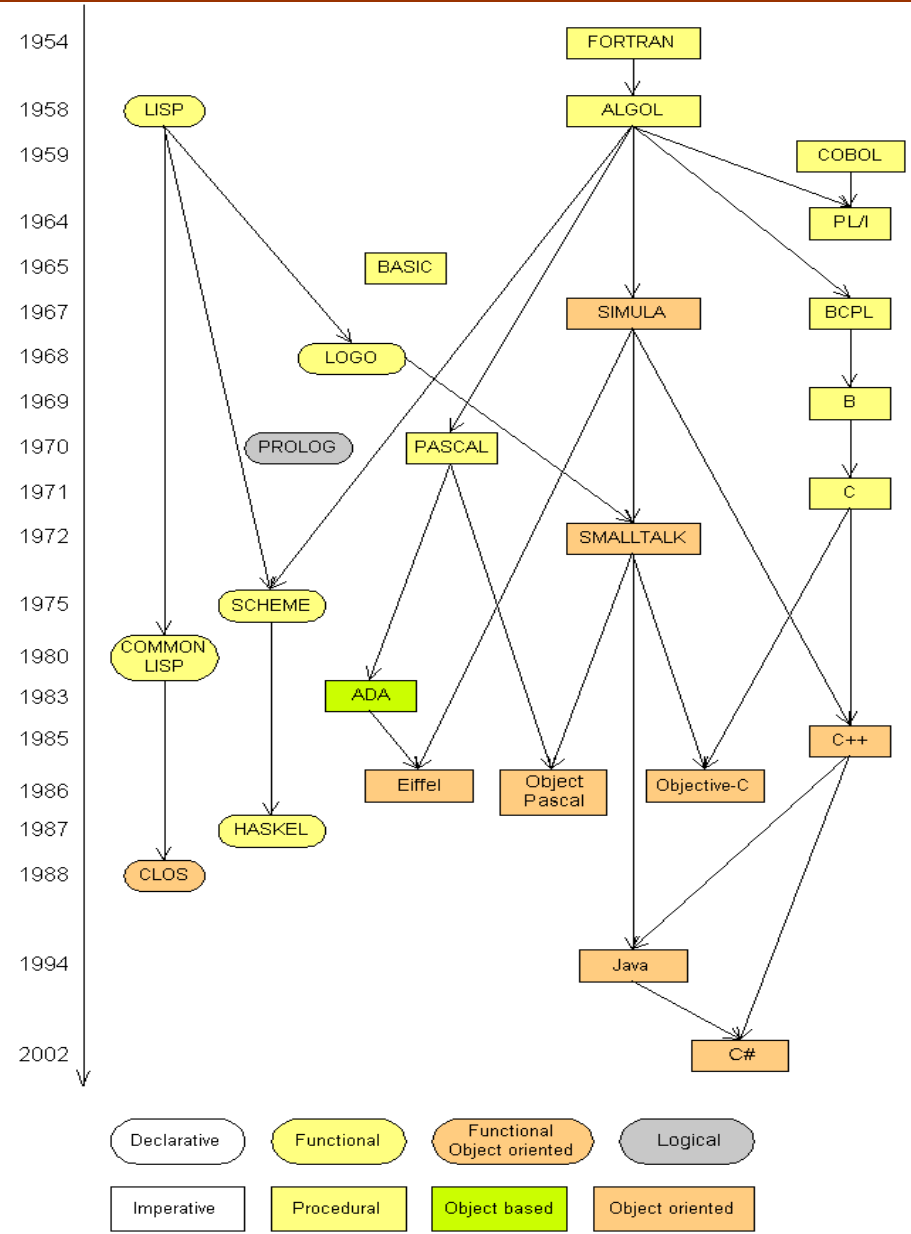 1954
FORTRAN
1958
LISP
ALGOL
1959
COBOL
1964
PL/I
1965
BASIC
1967
SIMULA
BCPL
1968
LOGO
1969
B
1970
PROLOG
PASCAL
1971
C
1972
SMALLTALK
1975
SCHEME
1980
COMMON
LISP
1983
ADA
1985
C++
1986
Eiffel
Object
Pascal
Objective-C
1987
HASKEL
1988
CLOS
1994
Java
2002
C#
Declarative
Functional
Functional
Object oriented
Logical
Imperative
Procedural
Object based
Object oriented